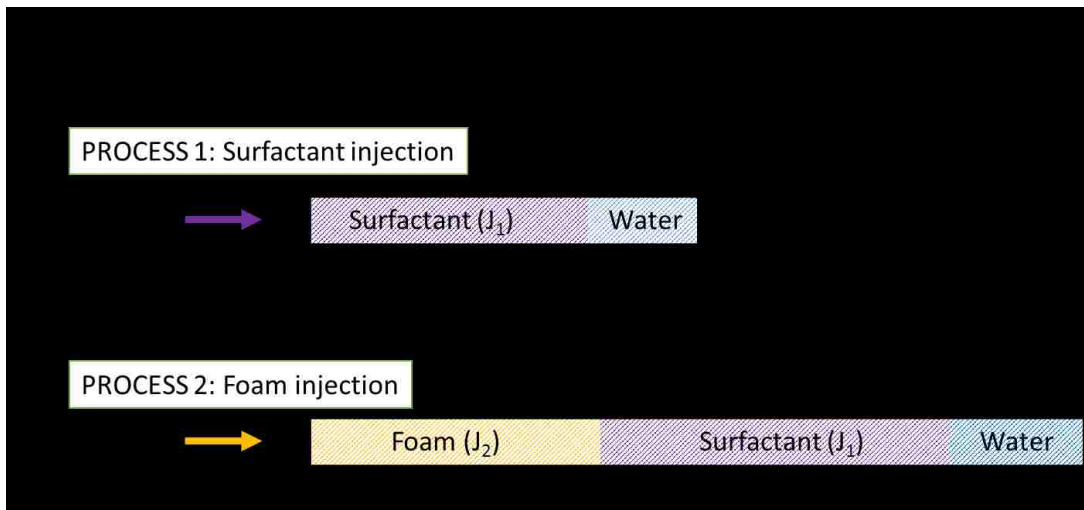 PROCESS 1: Surfactant injection
Surfactant (J₁) Water
PROCESS 2: Foam injection
Foam (J₂) Surfactant (J₁) Water